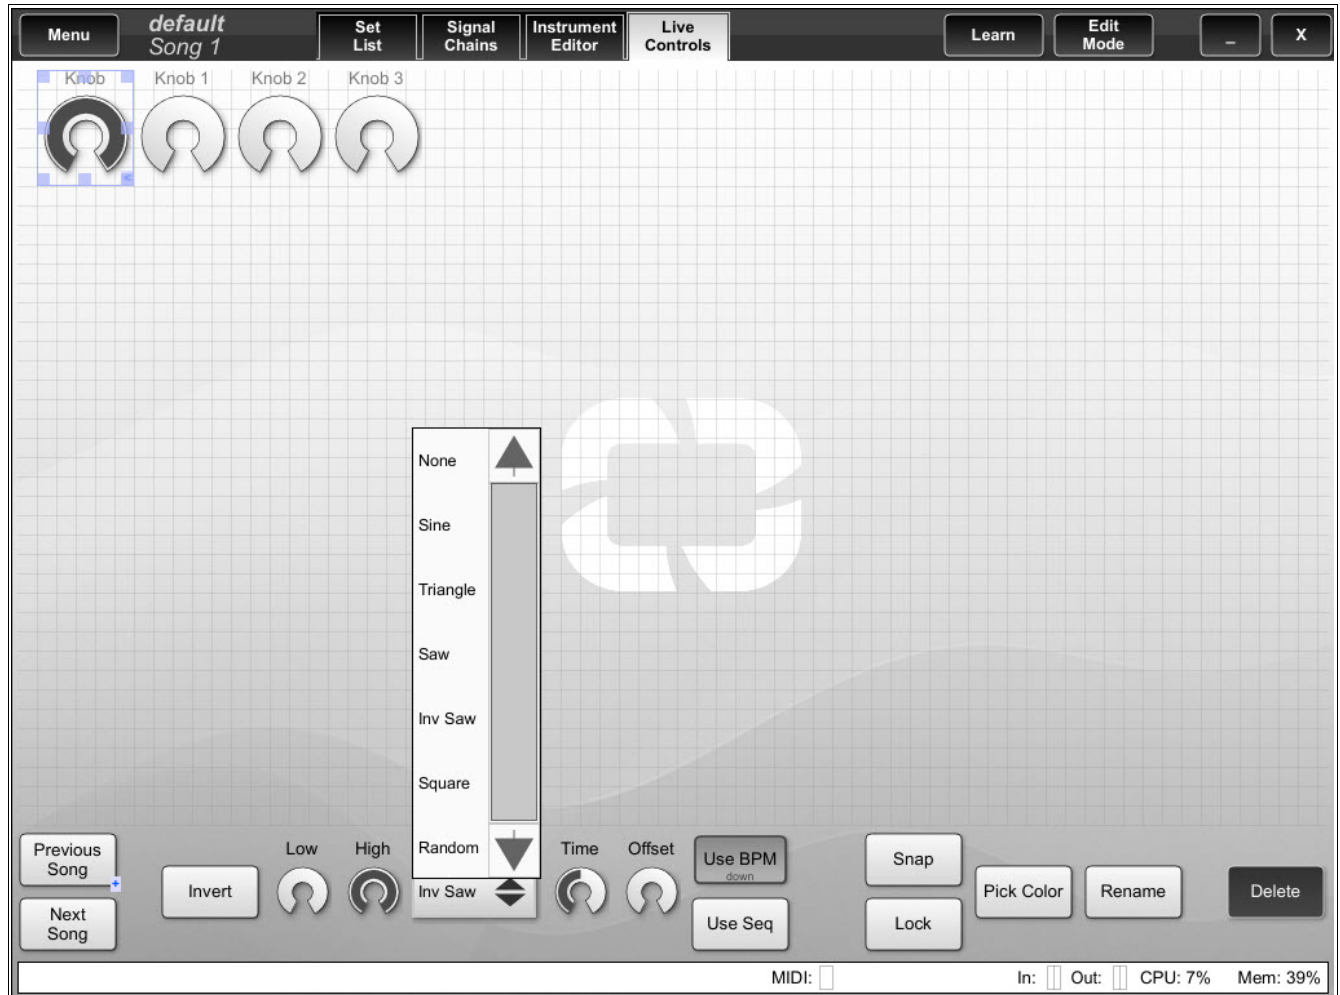 Menu
default
Song 1
Set
List
Signal
Chains
Instrument
Editor
Live
Controls
Learn
Edit
Mode
_
X
Knob
Knob 1
Knob 2
Knob 3
None
Sine
Triangle
Saw
Inv Saw
Square
Random
Previous
Song
+
Next
Song
Invert
Low
High
Inv Saw
Time
Offset
Use BPM
down
Use Seq
Snap
Lock
Pick Color
Rename
Delete
MIDI:
In:
Out:
CPU: 7%
Mem: 39%